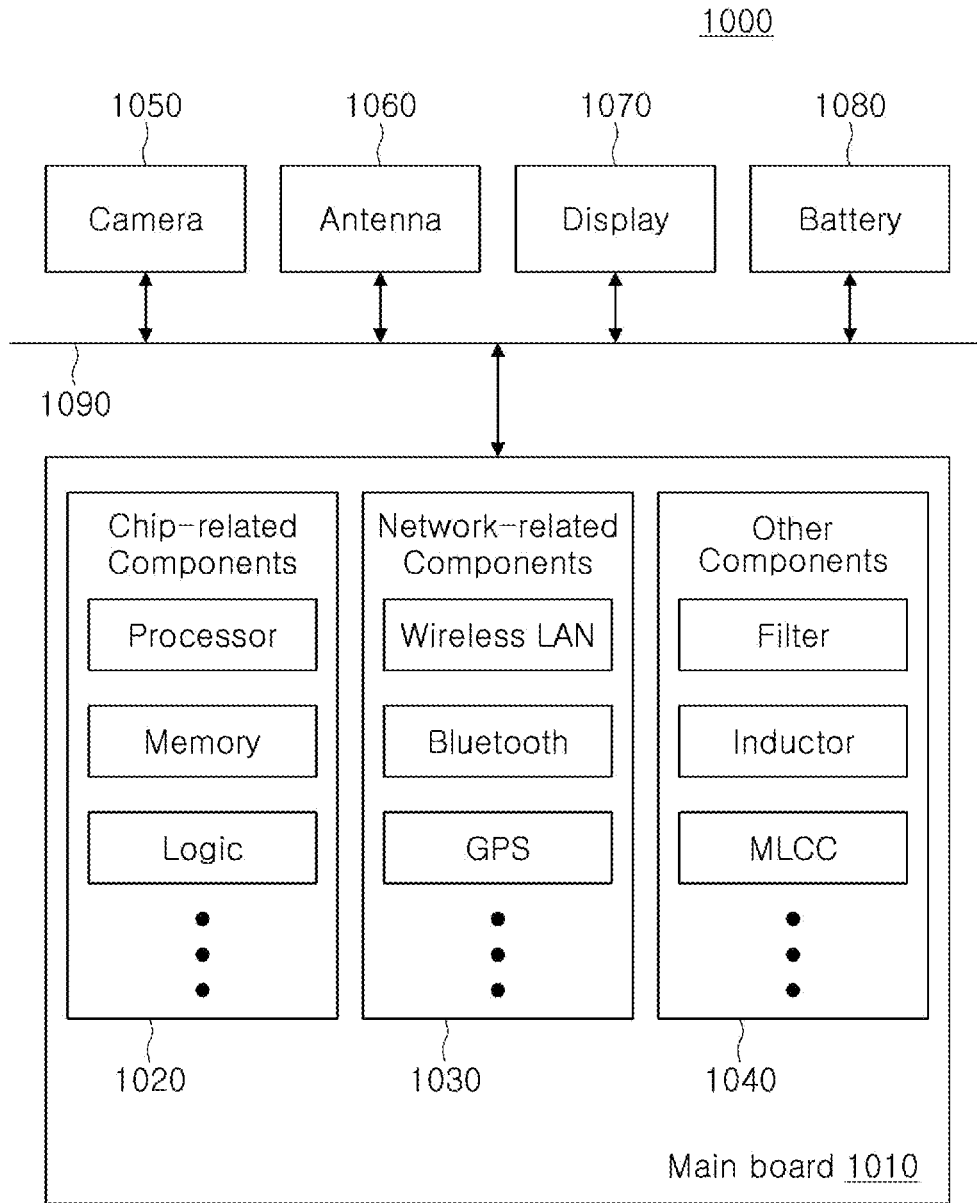 1000
1050
1060
1070
1080
Camera
Antenna
Display
Battery
1090
Chip-related
Components
Processor
Memory
Logic
Network-related
Components
Wireless LAN
Bluetooth
GPS
Other
Components
Filter
Inductor
MLCC
1020
1030
1040
Main board 1010